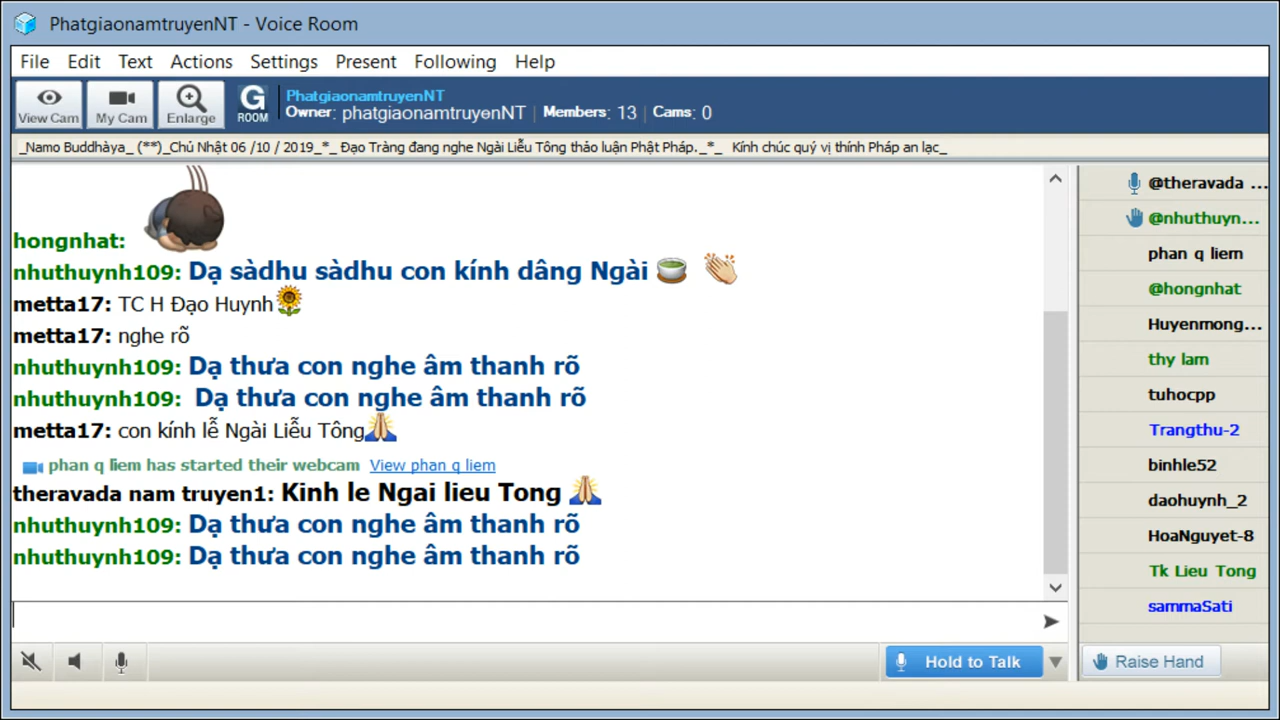 PhatgiaonamtruyenNT - Voice Room
File Edit Text Actions Settings Present Following Help
View Cam My Cam Enlarge G ROOM
PhatgiaonamtruyenNT
Owner: phatgiaonamtruyenNT | Members: 13 | Cams: 0
_Namo Buddhàya_ (**)_Chủ Nhật 06 /10 / 2019_*_ Đạo Tràng đang nghe Ngài Liễu Tông thảo luận Phật Pháp._*_ Kính chúc quý vị thính Pháp an lạc_
hongnhat:
nhuthuynh109: Dạ sàdhu sàdhu con kính dâng Ngài
metta17: TC H Đạo Huynh
metta17: nghe rõ
nhuthuynh109: Dạ thưa con nghe âm thanh rõ
nhuthuynh109: Dạ thưa con nghe âm thanh rõ
metta17: con kính lễ Ngài Liễu Tông
phan q liem has started their webcam View phan q liem
theravada nam truyen1: Kinh le Ngai lieu Tong
nhuthuynh109: Dạ thưa con nghe âm thanh rõ
nhuthuynh109: Dạ thưa con nghe âm thanh rõ
@theravada ...
@nhuthuyn...
phan q liem
@hongnhat
Huyenmong...
thy lam
tuhocpp
Trangthu-2
binhle52
daohuynh_2
HoaNguyet-8
Tk Lieu Tong
sammaSati
Hold to Talk
Raise Hand